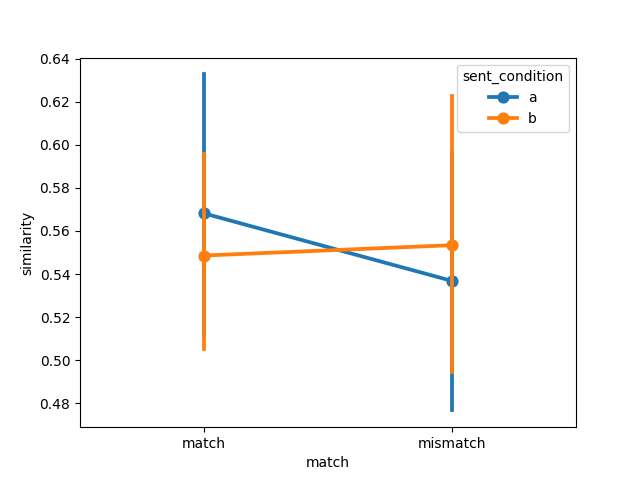 0.64
0.62
0.60
0.58
0.56
0.54
0.52
0.50
0.48
similarity
sent_condition
a
b
match
mismatch
match